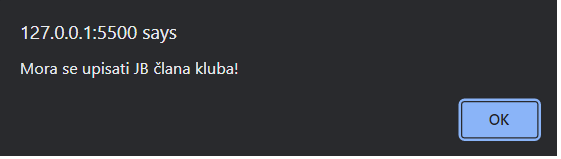 127.0.0.1:5500 says
Mora se upisati JB člana kluba!
OK